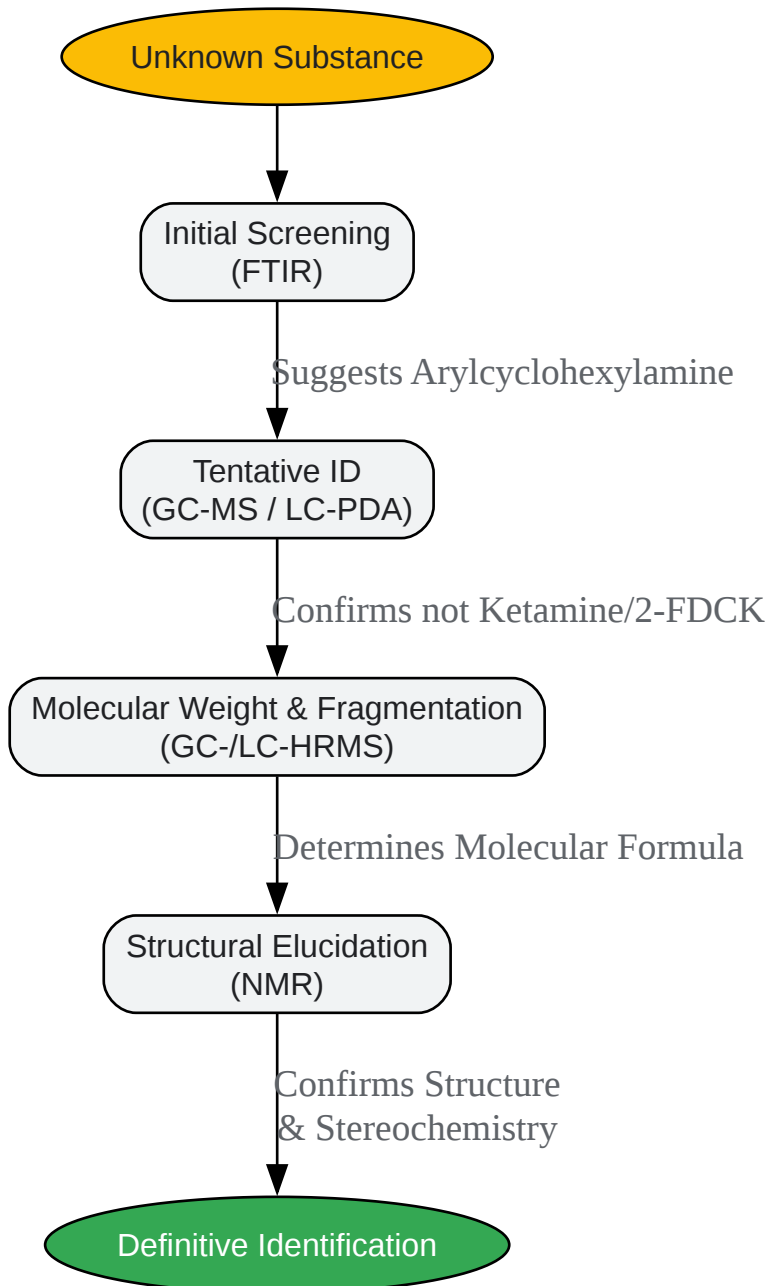 Unknown Substance
Initial Screening
(FTIR)
Suggests Arylcyclohexylamine
Tentative ID
(GC-MS / LC-PDA)
Confirms not Ketamine/2-FDCK
Molecular Weight & Fragmentation
(GC-/LC-HRMS)
Determines Molecular Formula
Structural Elucidation
(NMR)
Confirms Structure
& Stereochemistry
Definitive Identification